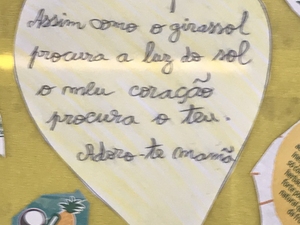 Assim como o girassol
procura a luz do sol
o meu coração
procura o teu.
Adoro-te mamã